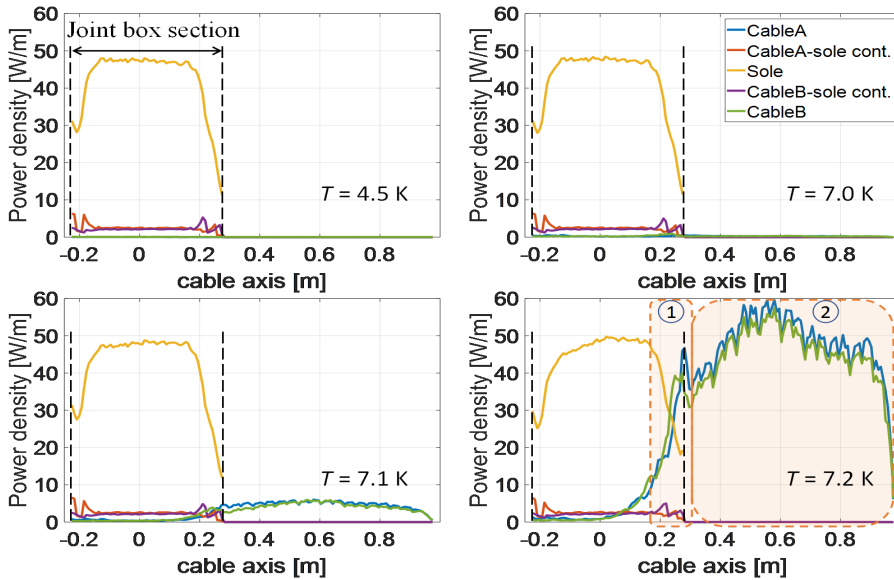 Joint box section
Power density [W/m]
60
50
40
30
20
10
0
T = 4.5 K
−0.2 0 0.2 0.4 0.6 0.8
cable axis [m]
CableA
CableA-sole cont.
Sole
CableB-sole cont.
CableB
Power density [W/m]
60
50
40
30
20
10
0
T = 7.0 K
−0.2 0 0.2 0.4 0.6 0.8
cable axis [m]
Power density [W/m]
60
50
40
30
20
10
0
T = 7.1 K
−0.2 0 0.2 0.4 0.6 0.8
cable axis [m]
1 2
Power density [W/m]
60
50
40
30
20
10
0
T = 7.2 K
−0.2 0 0.2 0.4 0.6 0.8
cable axis [m]